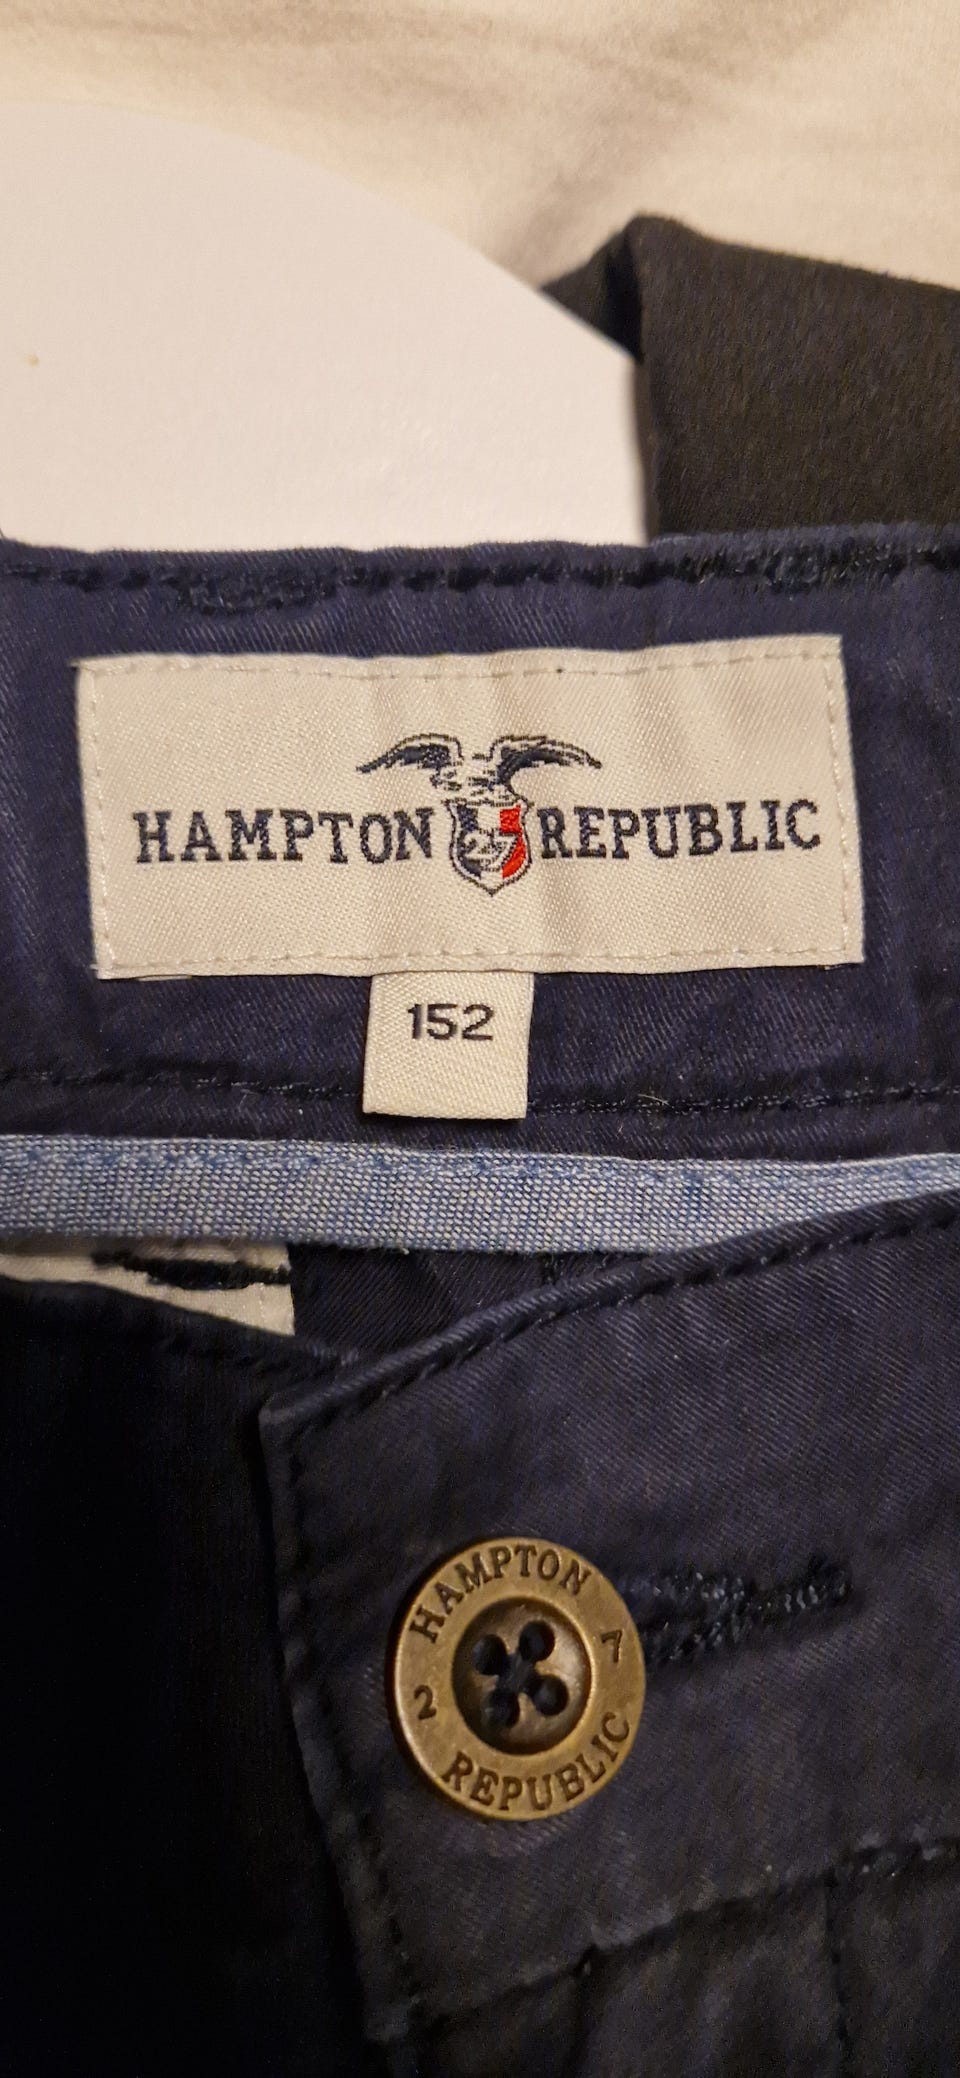 HAMPTON 27 REPUBLIC
152
HAMPTON
2 7
REPUBLIC